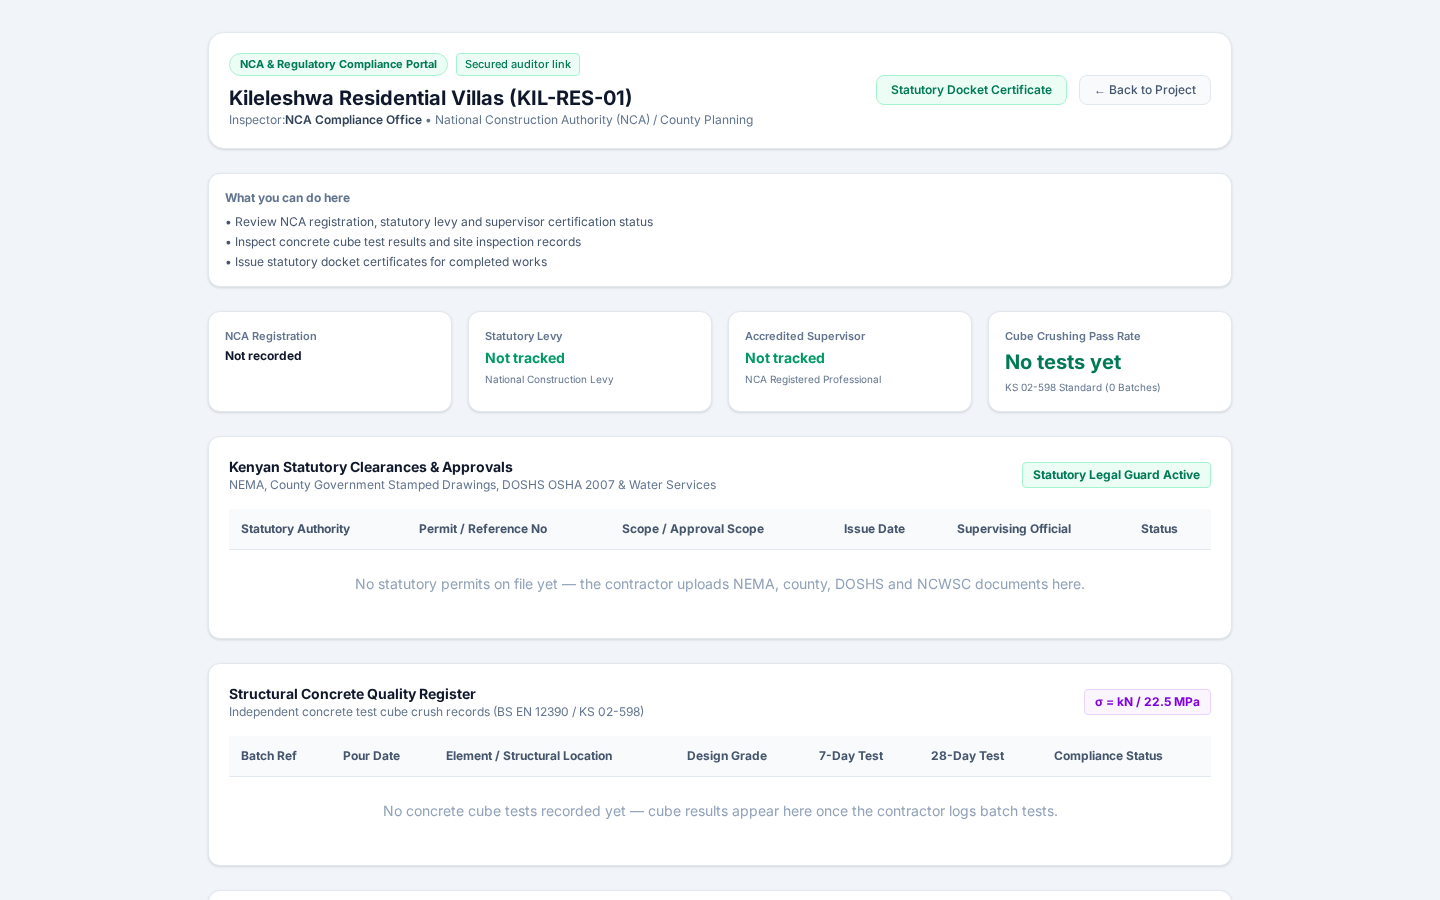 NCA & Regulatory Compliance Portal
Secured auditor link
Kileleshwa Residential Villas (KIL-RES-01)
Inspector:NCA Compliance Office • National Construction Authority (NCA) / County Planning
Statutory Docket Certificate
← Back to Project
What you can do here
• Review NCA registration, statutory levy and supervisor certification status
• Inspect concrete cube test results and site inspection records
• Issue statutory docket certificates for completed works
NCA Registration
Not recorded
Statutory Levy
Not tracked
National Construction Levy
Accredited Supervisor
Not tracked
NCA Registered Professional
Cube Crushing Pass Rate
No tests yet
KS 02-598 Standard (0 Batches)
Kenyan Statutory Clearances & Approvals
NEMA, County Government Stamped Drawings, DOSHS OSHA 2007 & Water Services
Statutory Legal Guard Active
Statutory Authority Permit / Reference No Scope / Approval Scope Issue Date Supervising Official Status
No statutory permits on file yet — the contractor uploads NEMA, county, DOSHS and NCWSC documents here.
Structural Concrete Quality Register
Independent concrete test cube crush records (BS EN 12390 / KS 02-598)
σ = kN / 22.5 MPa
Batch Ref Pour Date Element / Structural Location Design Grade 7-Day Test 28-Day Test Compliance Status
No concrete cube tests recorded yet — cube results appear here once the contractor logs batch tests.